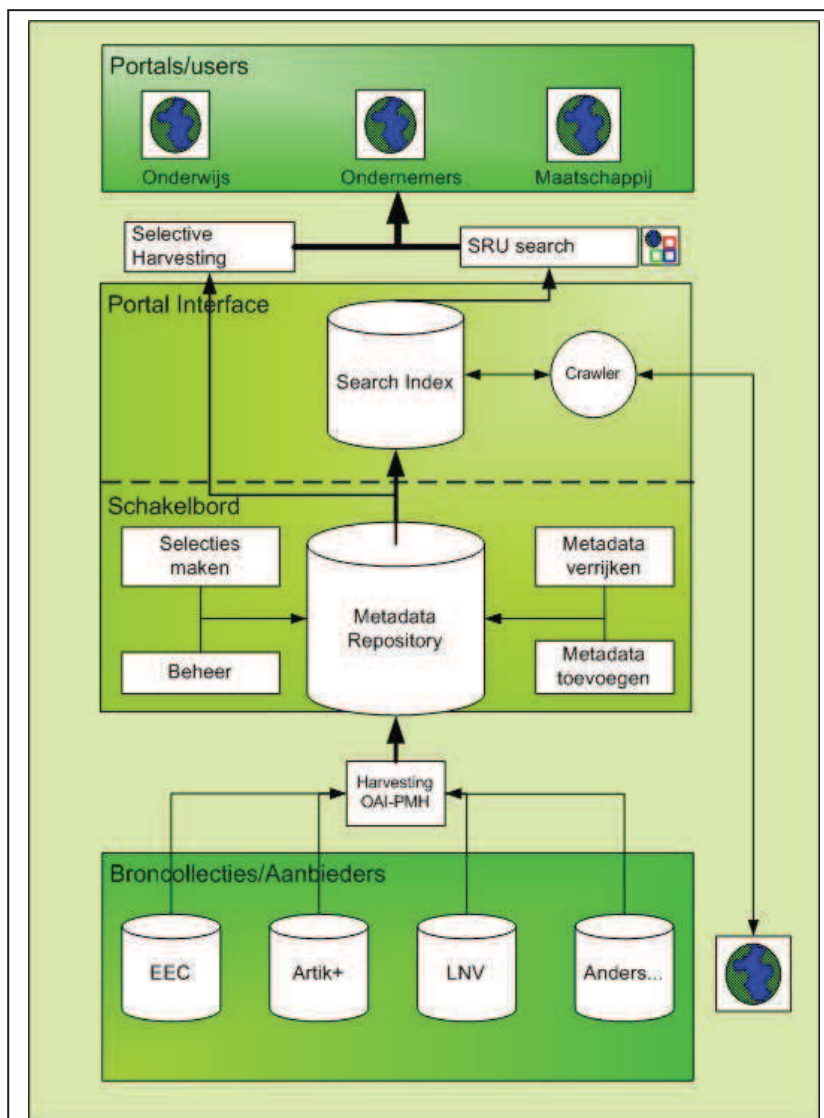 Portals/users
Onderwijs
Ondernemers
Maatschappij
Selective
Harvesting
SRU search
Portal Interface
Search Index
Crawler
Schakelbord
Selecties
maken
Metadata
verrijken
Metadata
Repository
Beheer
Metadata
toevoegen
Harvesting
OAI-PMH
Broncollecties/Aanbieders
EEC
Artik+
LNV
Anders...